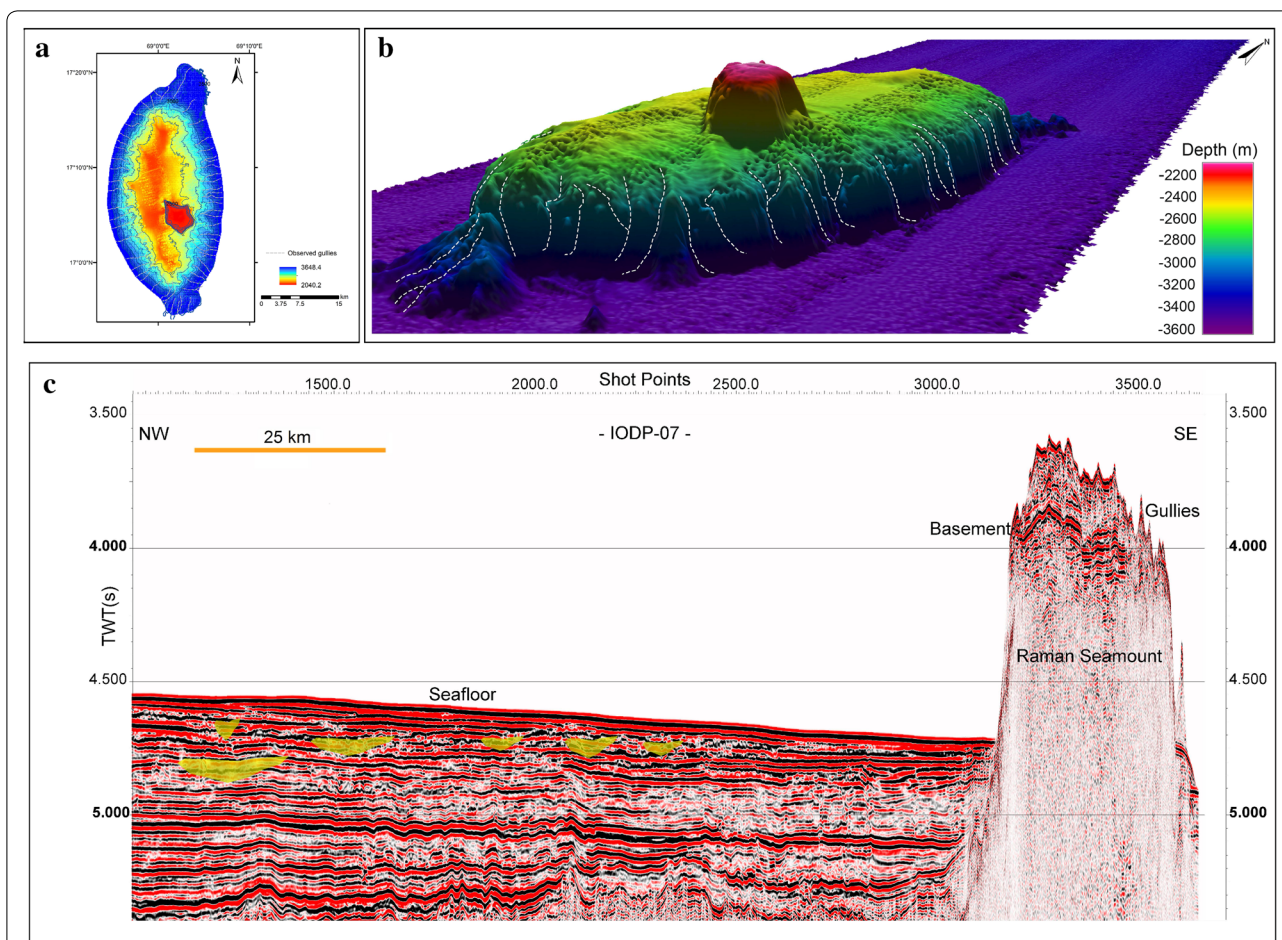 a
69°0'0"E 69°10'0"E
N
17°20'0"N
17°10'0"N
17°0'0"N
Observed gullies
3648.4
2040.2
km
0 3.75 7.5 15
b
N
Depth (m)
-2200
-2400
-2600
-2800
-3000
-3200
-3400
-3600
c
Shot Points
1500.0 2000.0 2500.0 3000.0 3500.0
3.500 3.500
NW 25 km - IODP-07 - SE
Gullies
Basement
4.000 4.000
TWT(s)
Raman Seamount
4.500 4.500
Seafloor
5.000 5.000